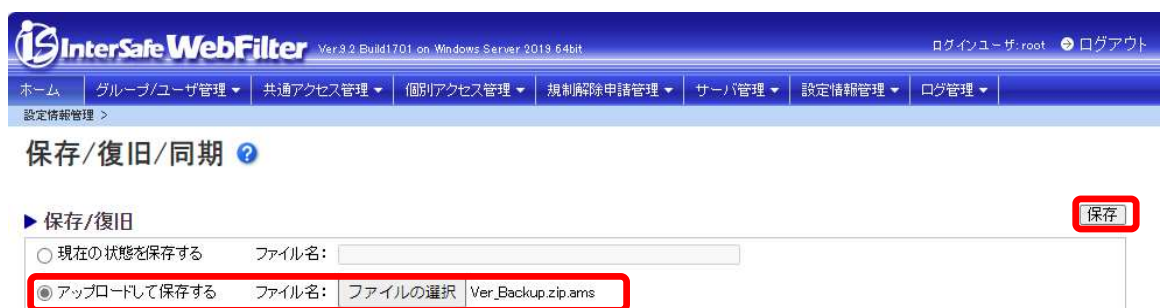 InterSafe WebFilter Ver.9.2 Build1701 on Windows Server 2019 64bit ログインユーザ:root ログアウト
ホーム グループ/ユーザ管理▼ 共通アクセス管理▼ 個別アクセス管理▼ 規制解除申請管理▼ サーバ管理▼ 設定情報管理▼ ログ管理▼
設定情報管理 >
保存/復旧/同期 ?
▶保存/復旧 保存
現在の状態を保存する ファイル名:
アップロードして保存する ファイル名: ファイルの選択 Ver_Backup.zip.ams